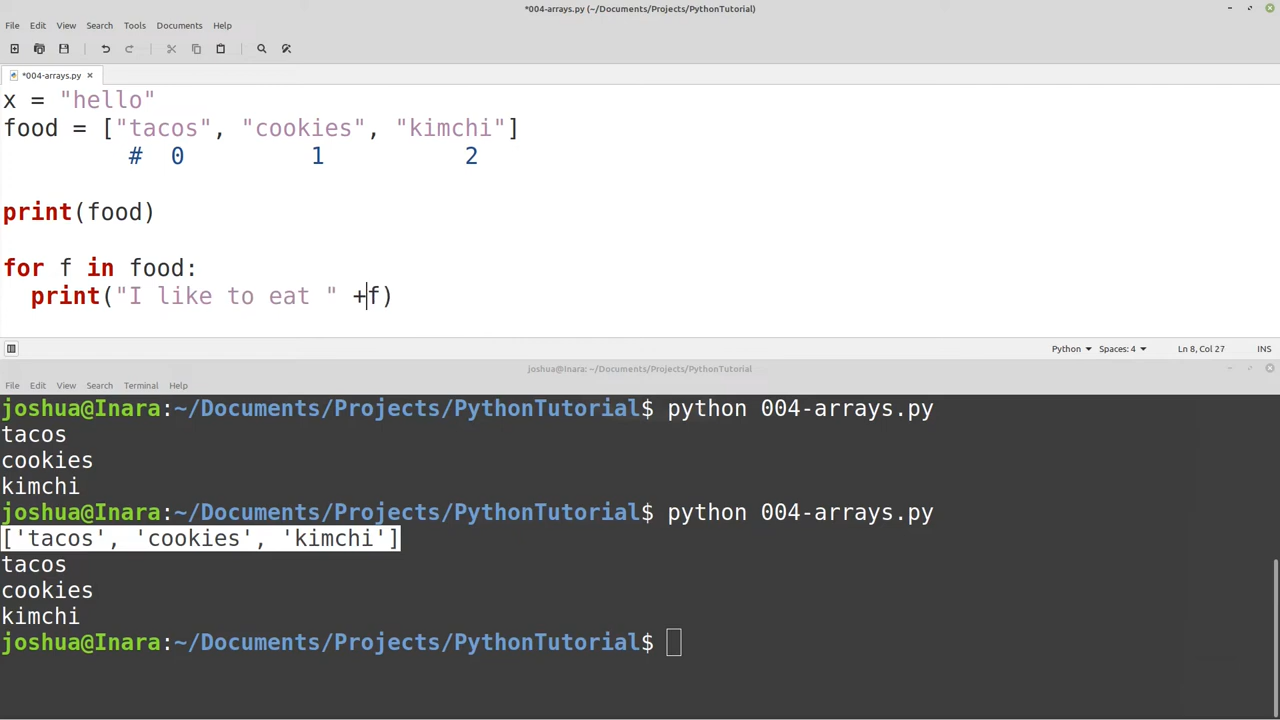 *004-arrays.py (~/Documents/Projects/PythonTutorial)
File Edit View Search Tools Documents Help
*004-arrays.py ×
x = "hello"
food = ["tacos", "cookies", "kimchi"]
# 0 1 2
print(food)
for f in food:
print("I like to eat " +f)
Python Spaces: 4 Ln 8, Col 27 INS
joshua@Inara: ~/Documents/Projects/PythonTutorial
File Edit View Search Terminal Help
joshua@Inara:~/Documents/Projects/PythonTutorial$ python 004-arrays.py
tacos
cookies
kimchi
joshua@Inara:~/Documents/Projects/PythonTutorial$ python 004-arrays.py
['tacos', 'cookies', 'kimchi']
tacos
cookies
kimchi
joshua@Inara:~/Documents/Projects/PythonTutorial$